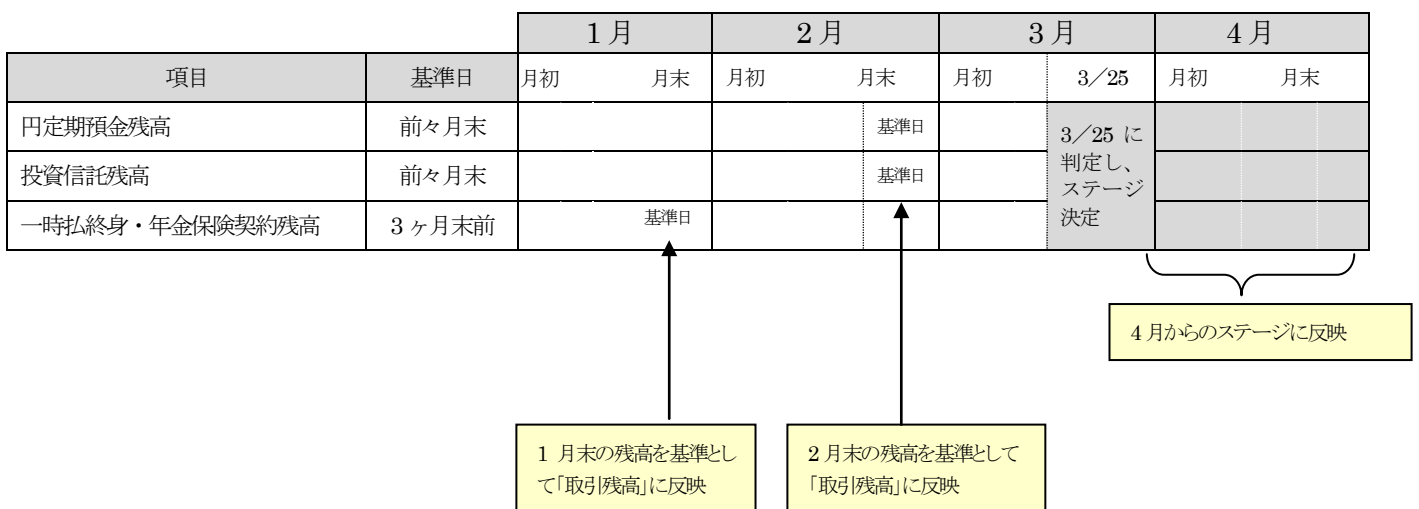 1月 2月 3月 4月
項目 基準日 月初 月末 月初 月末 月初 3/25 月初 月末
円定期預金残高 前々月末 基準日
3/25 に
判定し、
ステージ
決定
投資信託残高 前々月末 基準日
一時払終身・年金保険契約残高 3ヶ月末前 基準日
4月からのステージに反映
1 月末の残高を基準とし
て「取引残高」に反映
2月末の残高を基準として
「取引残高」に反映